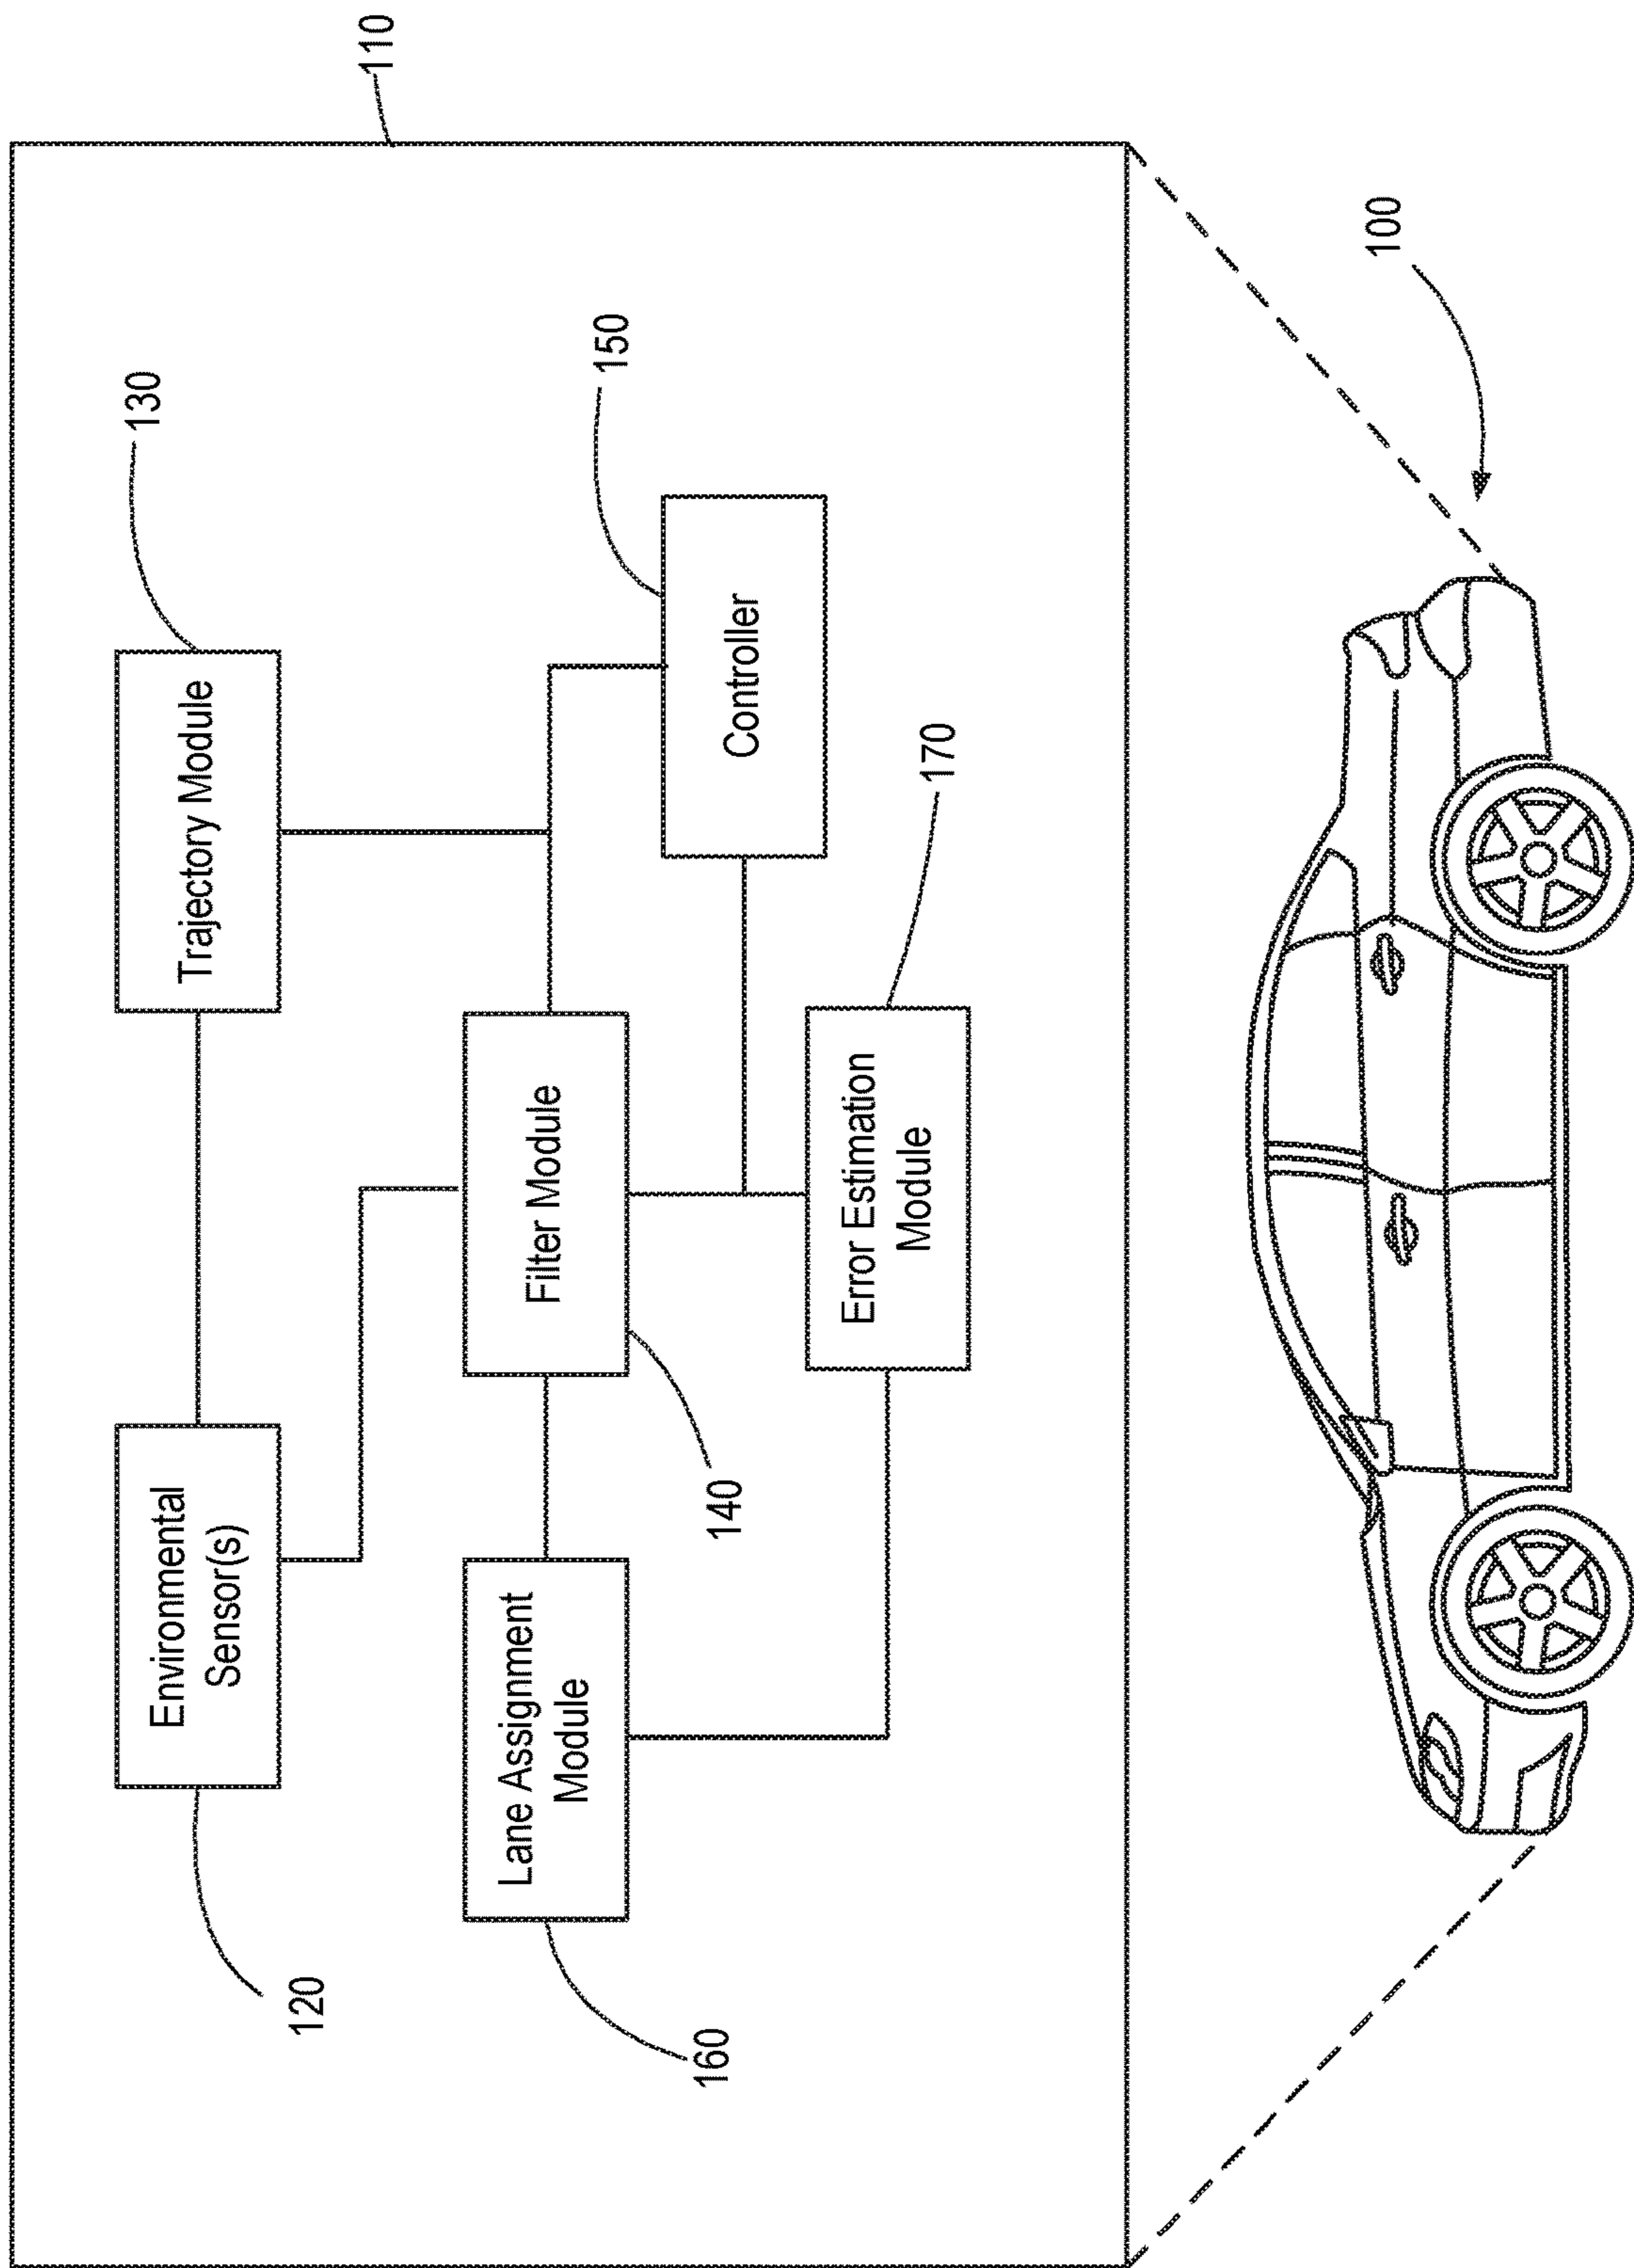 110
130
Trajectory Module
150
Controller
Environmental
Sensor(s)
120
Filter Module
140
170
Error Estimation
Module
Lane Assignment
Module
160
100